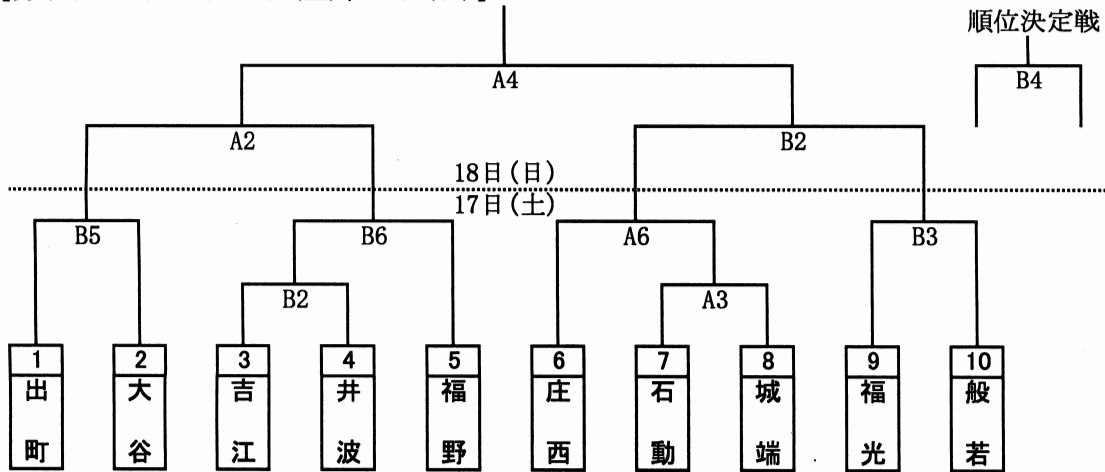 順位決定戦
A4
B4
A2
B2
18日(日)
17日(土)
B5
B6
A6
B3
B2
A3
1
2
3
4
5
6
7
8
9
10
出町
大谷
吉江
井波
福野
庄西
石動
城端
福光
般若